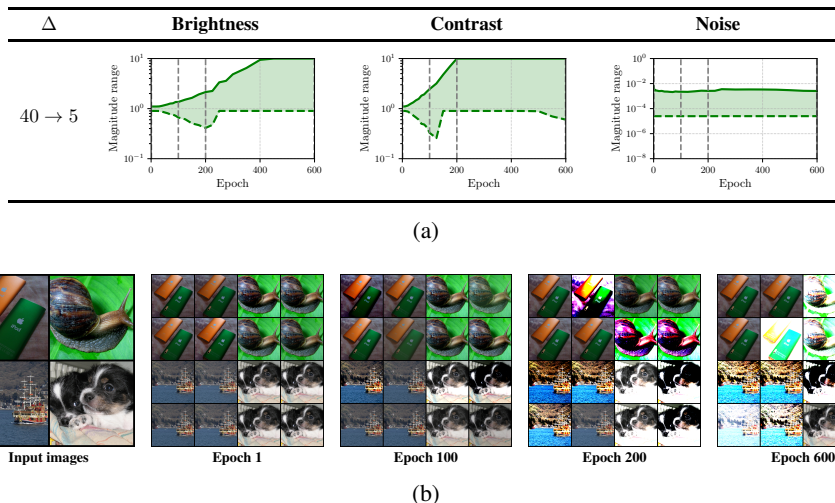 Δ Brightness Contrast Noise
40 → 5
Magnitude range
10^1
10^0
10^−1
0 200 400 600
Epoch
Magnitude range
10^1
10^0
10^−1
0 200 400 600
Epoch
Magnitude range
10^0
10^−2
10^−4
10^−6
10^−8
0 200 400 600
Epoch
(a)
iPod
Input images Epoch 1 Epoch 100 Epoch 200 Epoch 600
(b)